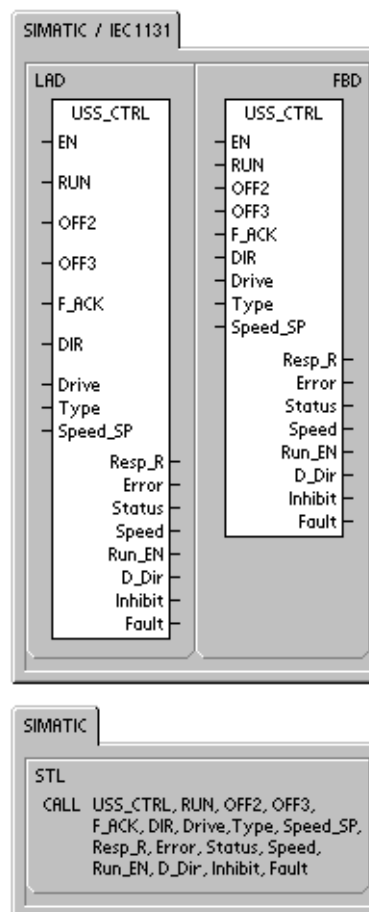 SIMATIC / IEC1131
LAD
USS_CTRL
EN
RUN
OFF2
OFF3
F_ACK
DIR
Drive
Type
Speed_SP
Resp_R
Error
Status
Speed
Run_EN
D_Dir
Inhibit
Fault
FBD
USS_CTRL
EN
RUN
OFF2
OFF3
F_ACK
DIR
Drive
Type
Speed_SP
Resp_R
Error
Status
Speed
Run_EN
D_Dir
Inhibit
Fault
SIMATIC
STL
CALL USS_CTRL, RUN, OFF2, OFF3,
F_ACK, DIR, Drive,Type, Speed_SP,
Resp_R, Error, Status, Speed,
Run_EN, D_Dir, Inhibit, Fault